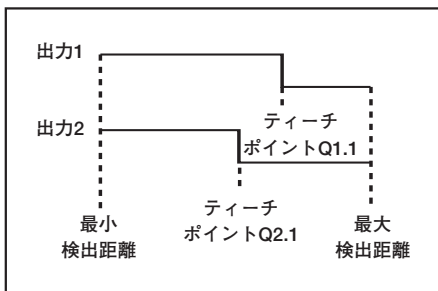 出力1
ティーチ
ポイントQ1.1
出力2
ティーチ
ポイントQ2.1
最小
検出距離
最大
検出距離